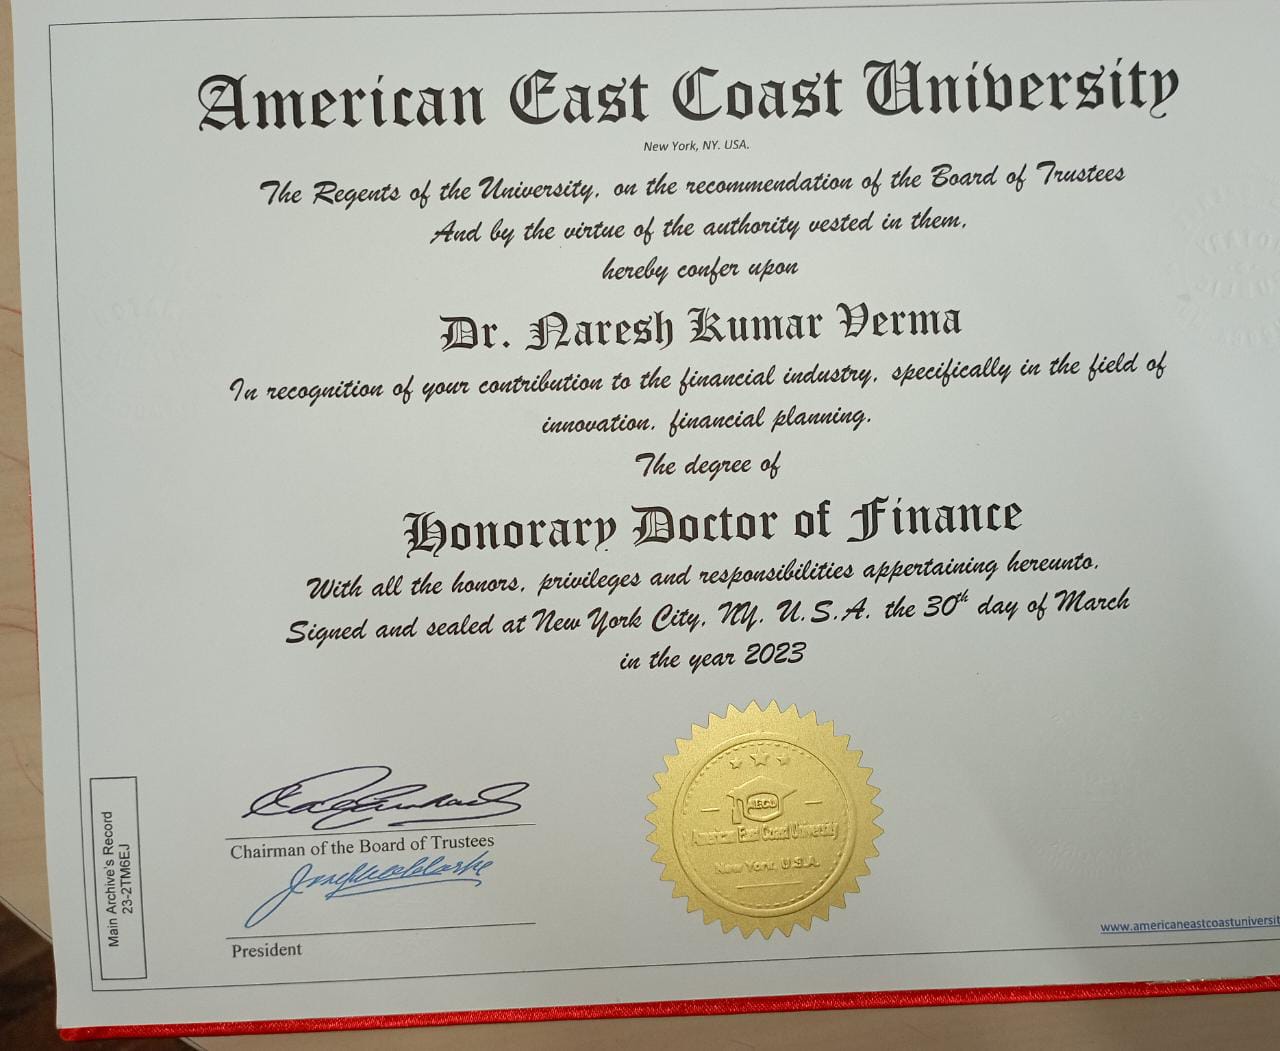 American East Coast University
New York, NY. USA.
The Regents of the University, on the recommendation of the Board of Trustees
And by the virtue of the authority vested in them,
hereby confer upon
Dr. Naresh Kumar Verma
In recognition of your contribution to the financial industry, specifically in the field of
innovation, financial planning.
The degree of
Honorary Doctor of Finance
With all the honors, privileges and responsibilities appertaining hereunto.
Signed and sealed at New York City, NY. U.S.A. the 30th day of March
in the year 2023
Chairman of the Board of Trustees
President
Main Archive's Record
23-2TM6EJ
AECU
American East Coast University
New York, U.S.A.
www.americaneastcoastuniversit